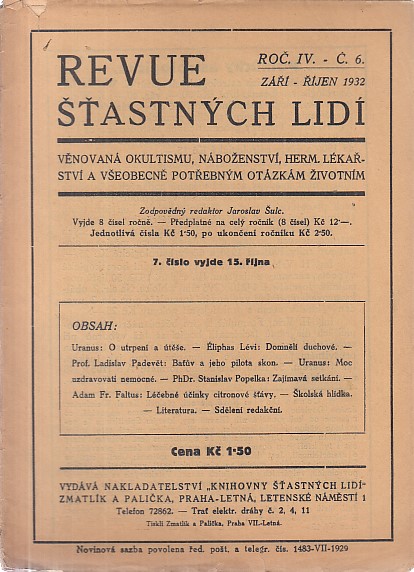 REVUE
ROČ. IV. - Č. 6.
ZÁŘÍ - ŘÍJEN 1932
ŠŤASTNÝCH LIDÍ
VĚNOVANÁ OKULTISMU, NÁBOŽENSTVÍ, HERM. LÉKAŘ-
STVÍ A VŠEOBECNĚ POTŘEBNÝM OTÁZKÁM ŽIVOTNÍM
Zodpovědný redaktor Jaroslav Šulc.
Vyjde 8 čísel ročně. — Předplatné na celý ročník (8 čísel) Kč 12·—.
Jednotlivá čísla Kč 1·50, po ukončení ročníku Kč 2·50.
7. číslo vyjde 15. října
OBSAH:
Uranus: O utrpení a útěše. — Éliphas Lévi: Domnělí duchové. —
Prof. Ladislav Padevět: Baťův a jeho pilota skon. — Uranus: Moc
uzdravovati nemocné. — PhDr. Stanislav Popelka: Zajímavá setkání. —
Adam Fr. Faltus: Léčebné účinky citronové šťávy. — Školská hlídka.
— Literatura. — Sdělení redakční.
Cena Kč 1·50
VYDÁVÁ NAKLADATELSTVÍ „KNIHOVNY ŠŤASTNÝCH LIDÍ"
ZMATLÍK A PALIČKA, PRAHA-LETNÁ, LETENSKÉ NÁMĚSTÍ 1
Telefon 72862. — Trať elektr. dráhy č. 2, 4, 11
Tiskli Zmatlík a Palička, Praha VII.-Letná.
Novinová sazba povolena řed. pošt. a telegr. čís. 1483-VII-1929